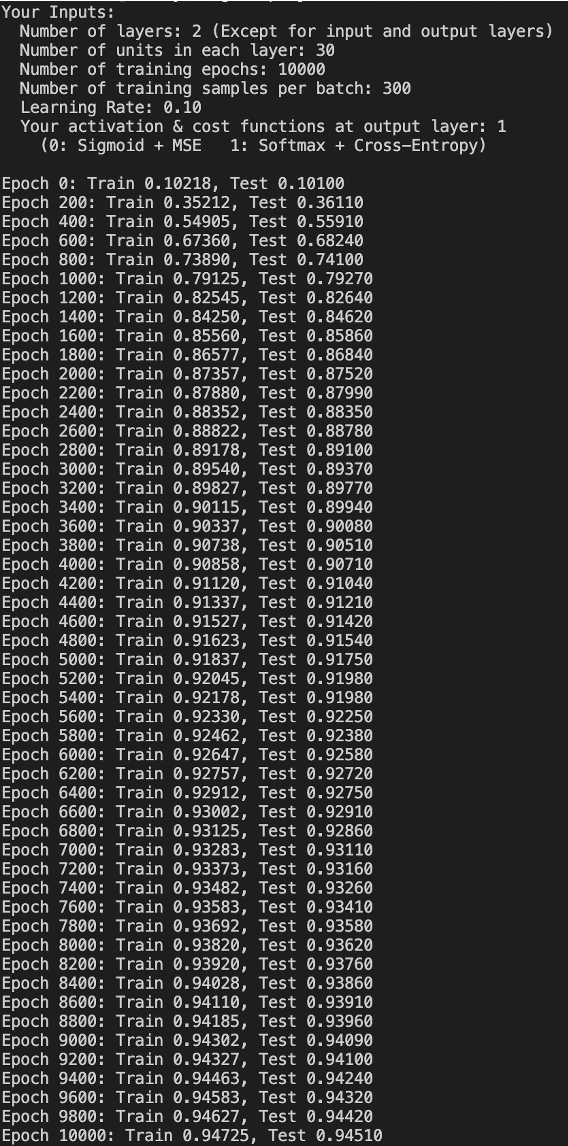 Your Inputs:
Number of layers: 2 (Except for input and output layers)
Number of units in each layer: 30
Number of training epochs: 10000
Number of training samples per batch: 300
Learning Rate: 0.10
Your activation & cost functions at output layer: 1
(0: Sigmoid + MSE   1: Softmax + Cross-Entropy)
Epoch 0: Train 0.10218, Test 0.10100
Epoch 200: Train 0.35212, Test 0.36110
Epoch 400: Train 0.54905, Test 0.55910
Epoch 600: Train 0.67360, Test 0.68240
Epoch 800: Train 0.73890, Test 0.74100
Epoch 1000: Train 0.79125, Test 0.79270
Epoch 1200: Train 0.82545, Test 0.82640
Epoch 1400: Train 0.84250, Test 0.84620
Epoch 1600: Train 0.85560, Test 0.85860
Epoch 1800: Train 0.86577, Test 0.86840
Epoch 2000: Train 0.87357, Test 0.87520
Epoch 2200: Train 0.87880, Test 0.87990
Epoch 2400: Train 0.88352, Test 0.88350
Epoch 2600: Train 0.88822, Test 0.88780
Epoch 2800: Train 0.89178, Test 0.89100
Epoch 3000: Train 0.89540, Test 0.89370
Epoch 3200: Train 0.89827, Test 0.89770
Epoch 3400: Train 0.90115, Test 0.89940
Epoch 3600: Train 0.90337, Test 0.90080
Epoch 3800: Train 0.90738, Test 0.90510
Epoch 4000: Train 0.90858, Test 0.90710
Epoch 4200: Train 0.91120, Test 0.91040
Epoch 4400: Train 0.91337, Test 0.91210
Epoch 4600: Train 0.91527, Test 0.91420
Epoch 4800: Train 0.91623, Test 0.91540
Epoch 5000: Train 0.91837, Test 0.91750
Epoch 5200: Train 0.92045, Test 0.91980
Epoch 5400: Train 0.92178, Test 0.91980
Epoch 5600: Train 0.92330, Test 0.92250
Epoch 5800: Train 0.92462, Test 0.92380
Epoch 6000: Train 0.92647, Test 0.92580
Epoch 6200: Train 0.92757, Test 0.92720
Epoch 6400: Train 0.92912, Test 0.92750
Epoch 6600: Train 0.93002, Test 0.92910
Epoch 6800: Train 0.93125, Test 0.92860
Epoch 7000: Train 0.93283, Test 0.93110
Epoch 7200: Train 0.93373, Test 0.93160
Epoch 7400: Train 0.93482, Test 0.93260
Epoch 7600: Train 0.93583, Test 0.93410
Epoch 7800: Train 0.93692, Test 0.93580
Epoch 8000: Train 0.93820, Test 0.93620
Epoch 8200: Train 0.93920, Test 0.93760
Epoch 8400: Train 0.94028, Test 0.93860
Epoch 8600: Train 0.94110, Test 0.93910
Epoch 8800: Train 0.94185, Test 0.93960
Epoch 9000: Train 0.94302, Test 0.94090
Epoch 9200: Train 0.94327, Test 0.94100
Epoch 9400: Train 0.94463, Test 0.94240
Epoch 9600: Train 0.94583, Test 0.94320
Epoch 9800: Train 0.94627, Test 0.94420
Epoch 10000: Train 0.94725, Test 0.94510